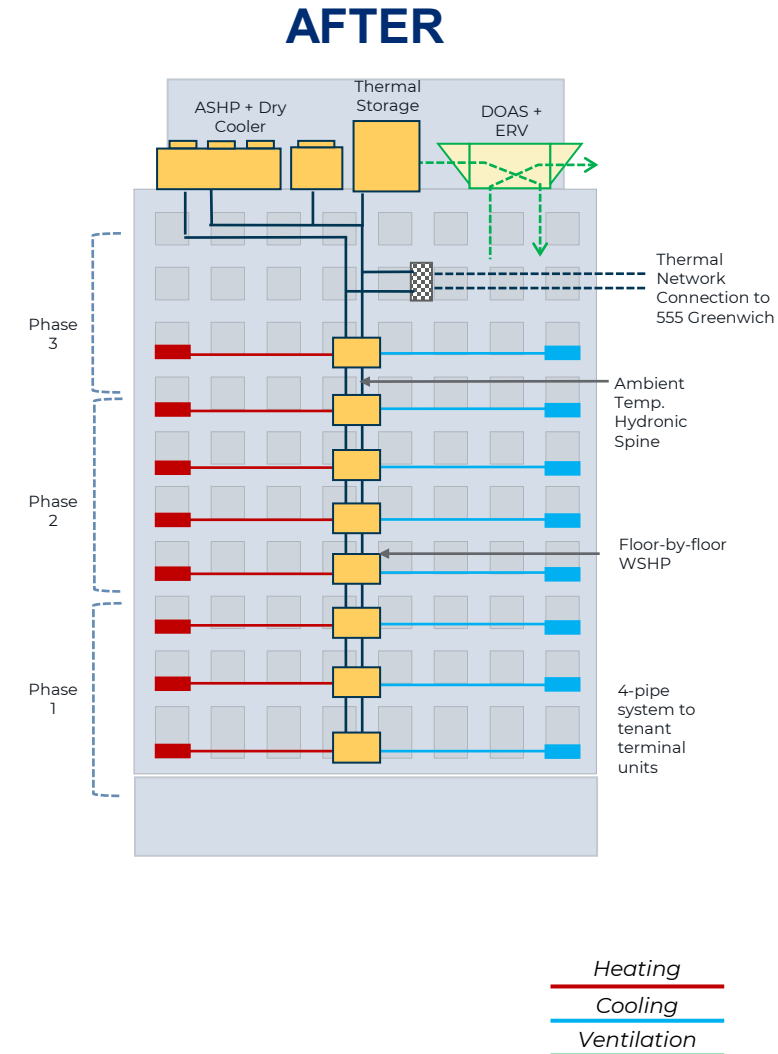 AFTER
ASHP + Dry
Cooler
Thermal
Storage
DOAS +
ERV
Thermal
Network
Connection to
555 Greenwich
Phase
3
Ambient
Temp.
Hydronic
Spine
Phase
2
Floor-by-floor
WSHP
Phase
1
4-pipe
system to
tenant
terminal
units
Heating
Cooling
Ventilation